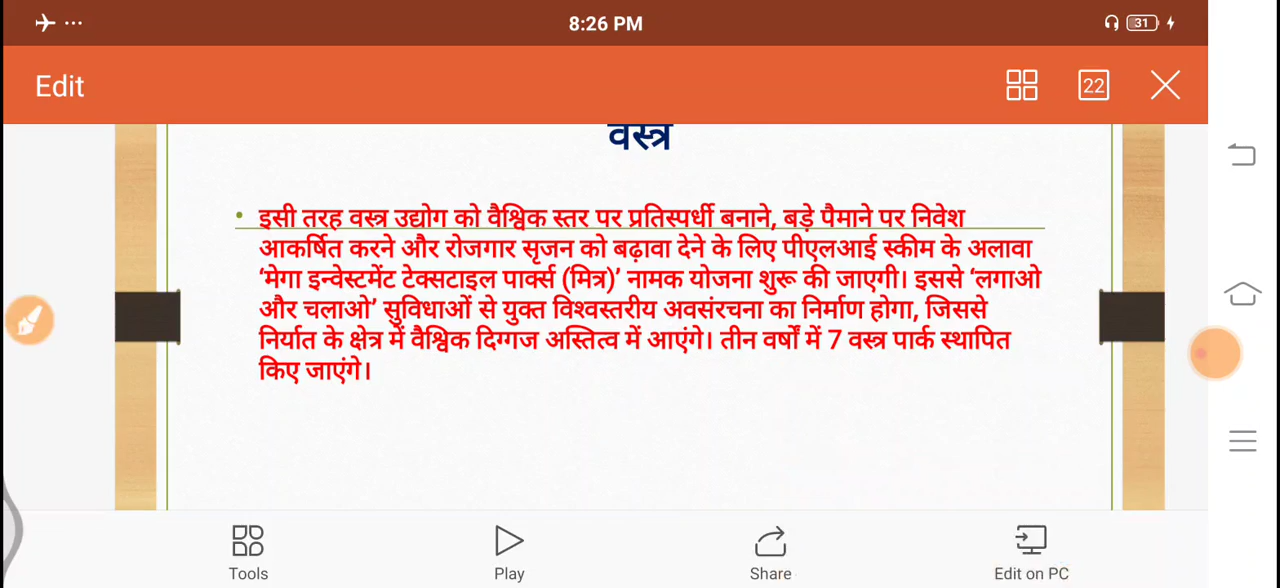 8:26 PM
31
Edit
22
वस्त्र
• इसी तरह वस्त्र उद्योग को वैश्विक स्तर पर प्रतिस्पर्धी बनाने, बड़े पैमाने पर निवेश
आकर्षित करने और रोजगार सृजन को बढ़ावा देने के लिए पीएलआई स्कीम के अलावा
‘मेगा इन्वेस्टमेंट टेक्सटाइल पार्क्स (मित्र)’ नामक योजना शुरू की जाएगी। इससे ‘लगाओ
और चलाओ’ सुविधाओं से युक्त विश्‍वस्तरीय अवसंरचना का निर्माण होगा, जिससे
निर्यात के क्षेत्र में वैश्विक दिग्गज अस्तित्व में आएंगे। तीन वर्षों में 7 वस्त्र पार्क स्थापित
किए जाएंगे।
Tools
Play
Share
Edit on PC